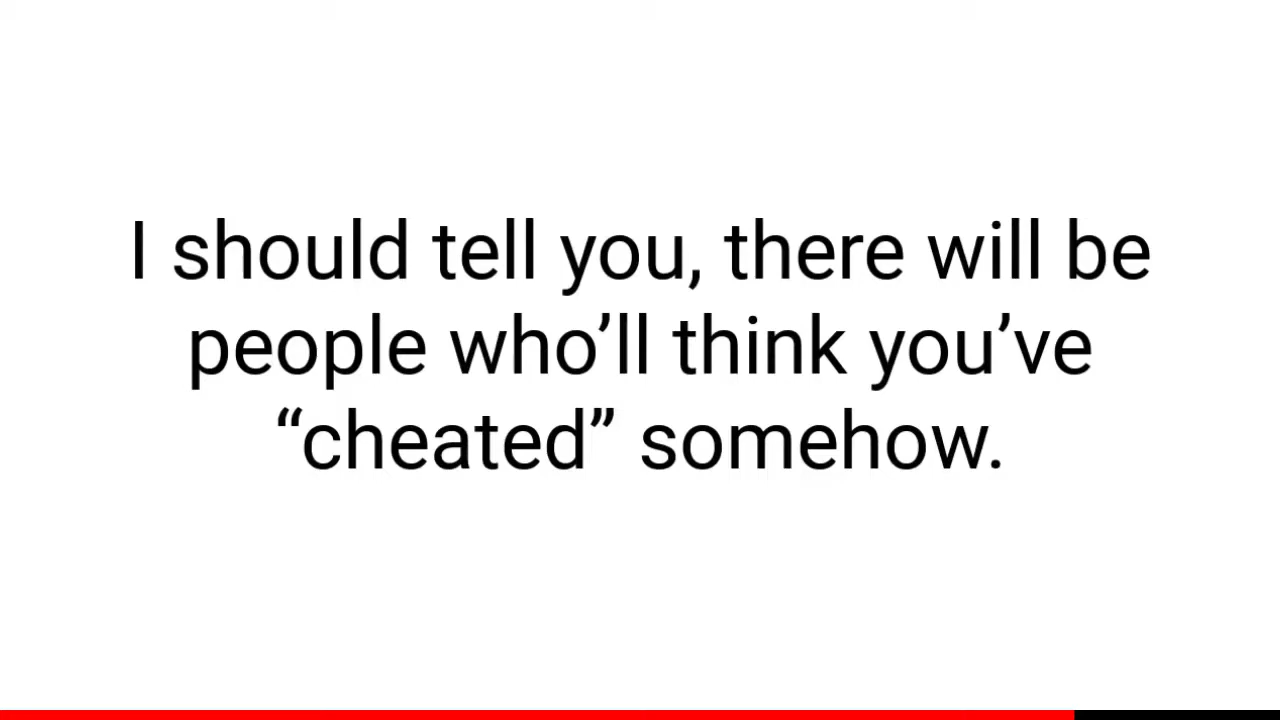 I should tell you, there will be
people who’ll think you’ve
“cheated” somehow.